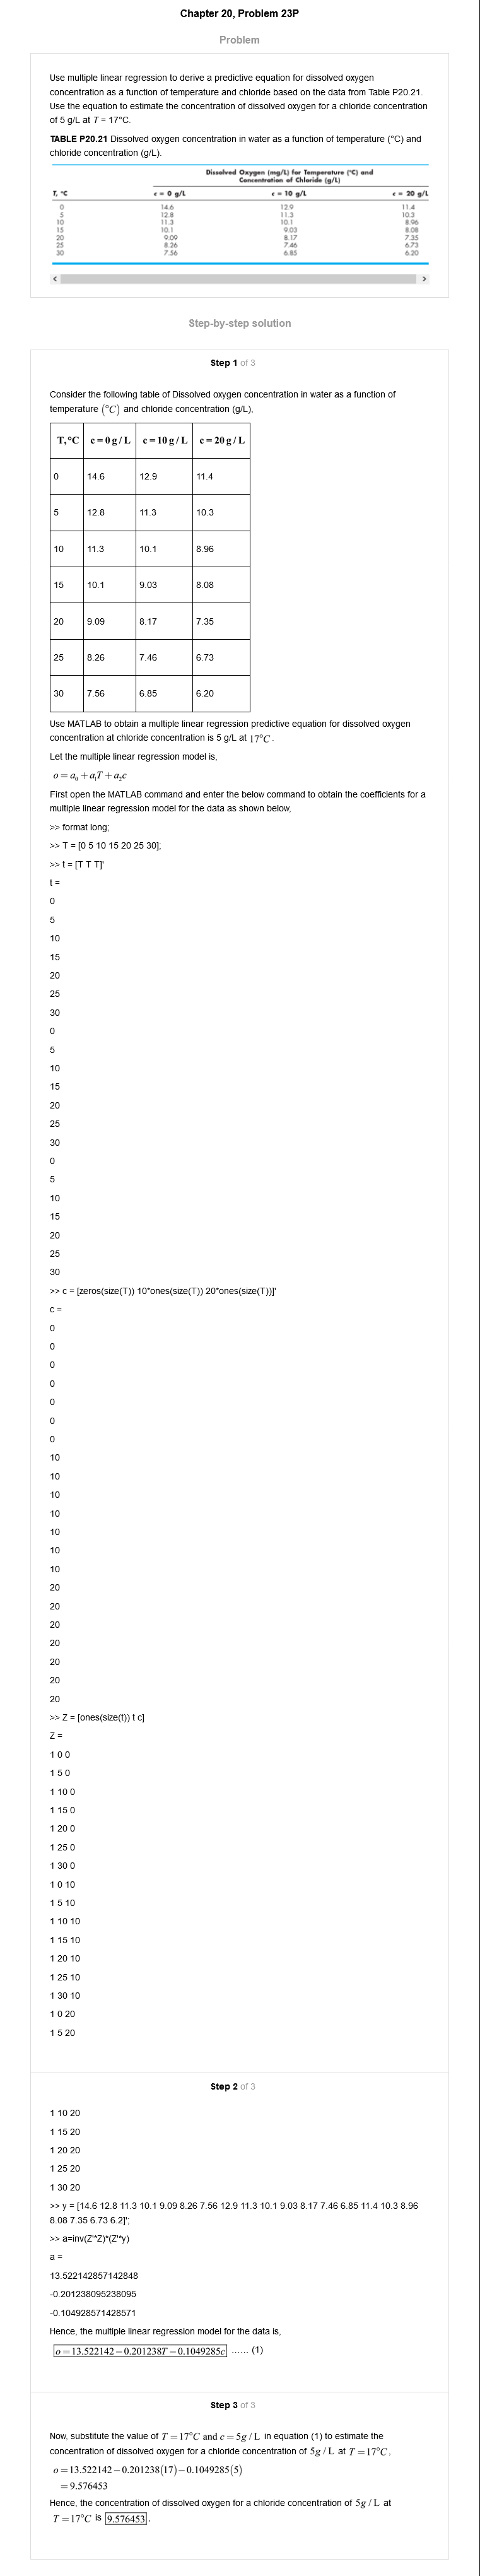 Chapter 20, Problem 23P
Problem
Use multiple linear regression to derive a predictive equation for dissolved oxygen
concentration as a function of temperature and chloride based on the data from Table P20.21.
Use the equation to estimate the concentration of dissolved oxygen for a chloride concentration
of 5 g/L at T = 17°C.
TABLE P20.21 Dissolved oxygen concentration in water as a function of temperature (°C) and
chloride concentration (g/L).
Dissolved Oxygen (mg/L) for Temperature (°C) and
Concentration of Chloride (g/L)
T, °C c = 0 g/L c = 10 g/L c = 20 g/L
0 14.6 12.9 11.4
5 12.8 11.3 10.3
10 11.3 10.1 8.96
15 10.1 9.03 8.08
20 9.09 8.17 7.35
25 8.26 7.46 6.73
30 7.56 6.85 6.20
Step-by-step solution
Step 1 of 3
Consider the following table of Dissolved oxygen concentration in water as a function of
temperature (°C) and chloride concentration (g/L),
T,°C c = 0 g / L c = 10 g / L c = 20 g / L
0 14.6 12.9 11.4
5 12.8 11.3 10.3
10 11.3 10.1 8.96
15 10.1 9.03 8.08
20 9.09 8.17 7.35
25 8.26 7.46 6.73
30 7.56 6.85 6.20
Use MATLAB to obtain a multiple linear regression predictive equation for dissolved oxygen
concentration at chloride concentration is 5 g/L at 17°C.
Let the multiple linear regression model is,
o = a₀ + a₁T + a₂c
First open the MATLAB command and enter the below command to obtain the coefficients for a
multiple linear regression model for the data as shown below,
>> format long;
>> T = [0 5 10 15 20 25 30];
>> t = [T T T]'
t =
0
5
10
15
20
25
30
0
5
10
15
20
25
30
0
5
10
15
20
25
30
>> c = [zeros(size(T)) 10*ones(size(T)) 20*ones(size(T))]'
c =
0
0
0
0
0
0
0
10
10
10
10
10
10
10
20
20
20
20
20
20
20
>> Z = [ones(size(t)) t c]
Z =
1 0 0
1 5 0
1 10 0
1 15 0
1 20 0
1 25 0
1 30 0
1 0 10
1 5 10
1 10 10
1 15 10
1 20 10
1 25 10
1 30 10
1 0 20
1 5 20
Step 2 of 3
1 10 20
1 15 20
1 20 20
1 25 20
1 30 20
>> y = [14.6 12.8 11.3 10.1 9.09 8.26 7.56 12.9 11.3 10.1 9.03 8.17 7.46 6.85 11.4 10.3 8.96
8.08 7.35 6.73 6.2]';
>> a=inv(Z'*Z)*(Z'*y)
a =
13.522142857142848
-0.201238095238095
-0.104928571428571
Hence, the multiple linear regression model for the data is,
o = 13.522142 − 0.201238T − 0.1049285c ...... (1)
Step 3 of 3
Now, substitute the value of T = 17°C and c = 5g / L in equation (1) to estimate the
concentration of dissolved oxygen for a chloride concentration of 5g / L at T = 17°C,
o = 13.522142 − 0.201238(17) − 0.1049285(5)
= 9.576453
Hence, the concentration of dissolved oxygen for a chloride concentration of 5g / L at
T = 17°C is 9.576453.